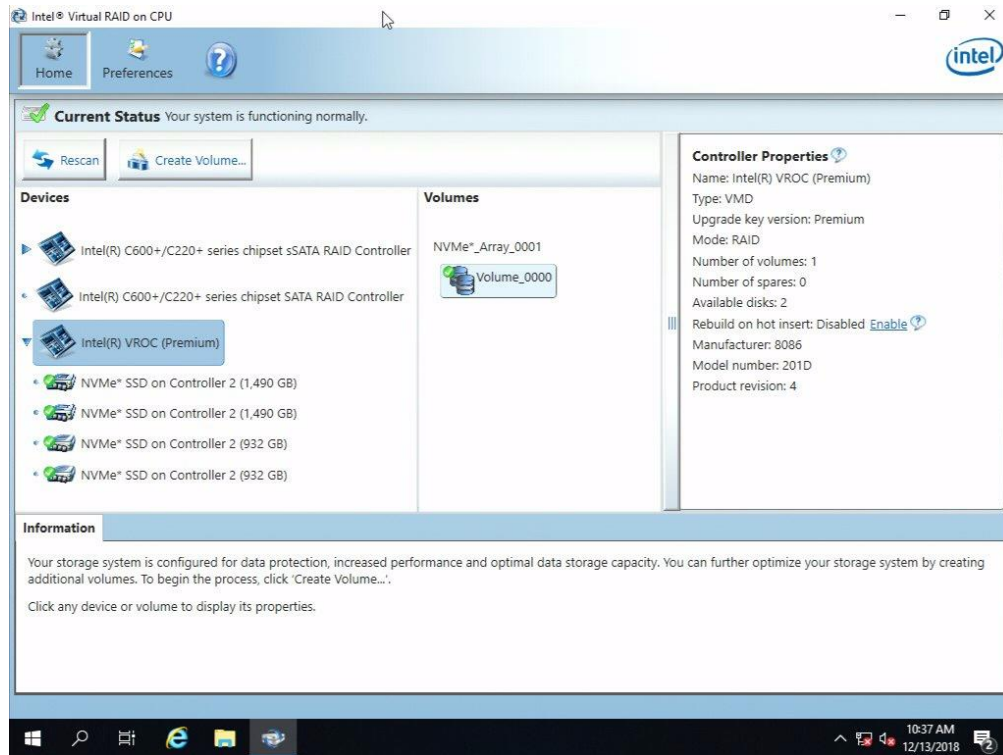 Intel® Virtual RAID on CPU
Home
Preferences
?
intel
Current Status Your system is functioning normally.
Rescan
Create Volume...
Devices
Intel(R) C600+/C220+ series chipset sSATA RAID Controller
Intel(R) C600+/C220+ series chipset SATA RAID Controller
Intel(R) VROC (Premium)
NVMe* SSD on Controller 2 (1,490 GB)
NVMe* SSD on Controller 2 (1,490 GB)
NVMe* SSD on Controller 2 (932 GB)
NVMe* SSD on Controller 2 (932 GB)
Volumes
NVMe*_Array_0001
Volume_0000
Controller Properties ?
Name: Intel(R) VROC (Premium)
Type: VMD
Upgrade key version: Premium
Mode: RAID
Number of volumes: 1
Number of spares: 0
Available disks: 2
Rebuild on hot insert: Disabled Enable ?
Manufacturer: 8086
Model number: 201D
Product revision: 4
Information
Your storage system is configured for data protection, increased performance and optimal data storage capacity. You can further optimize your storage system by creating
additional volumes. To begin the process, click 'Create Volume...'.
Click any device or volume to display its properties.
10:37 AM
12/13/2018
2